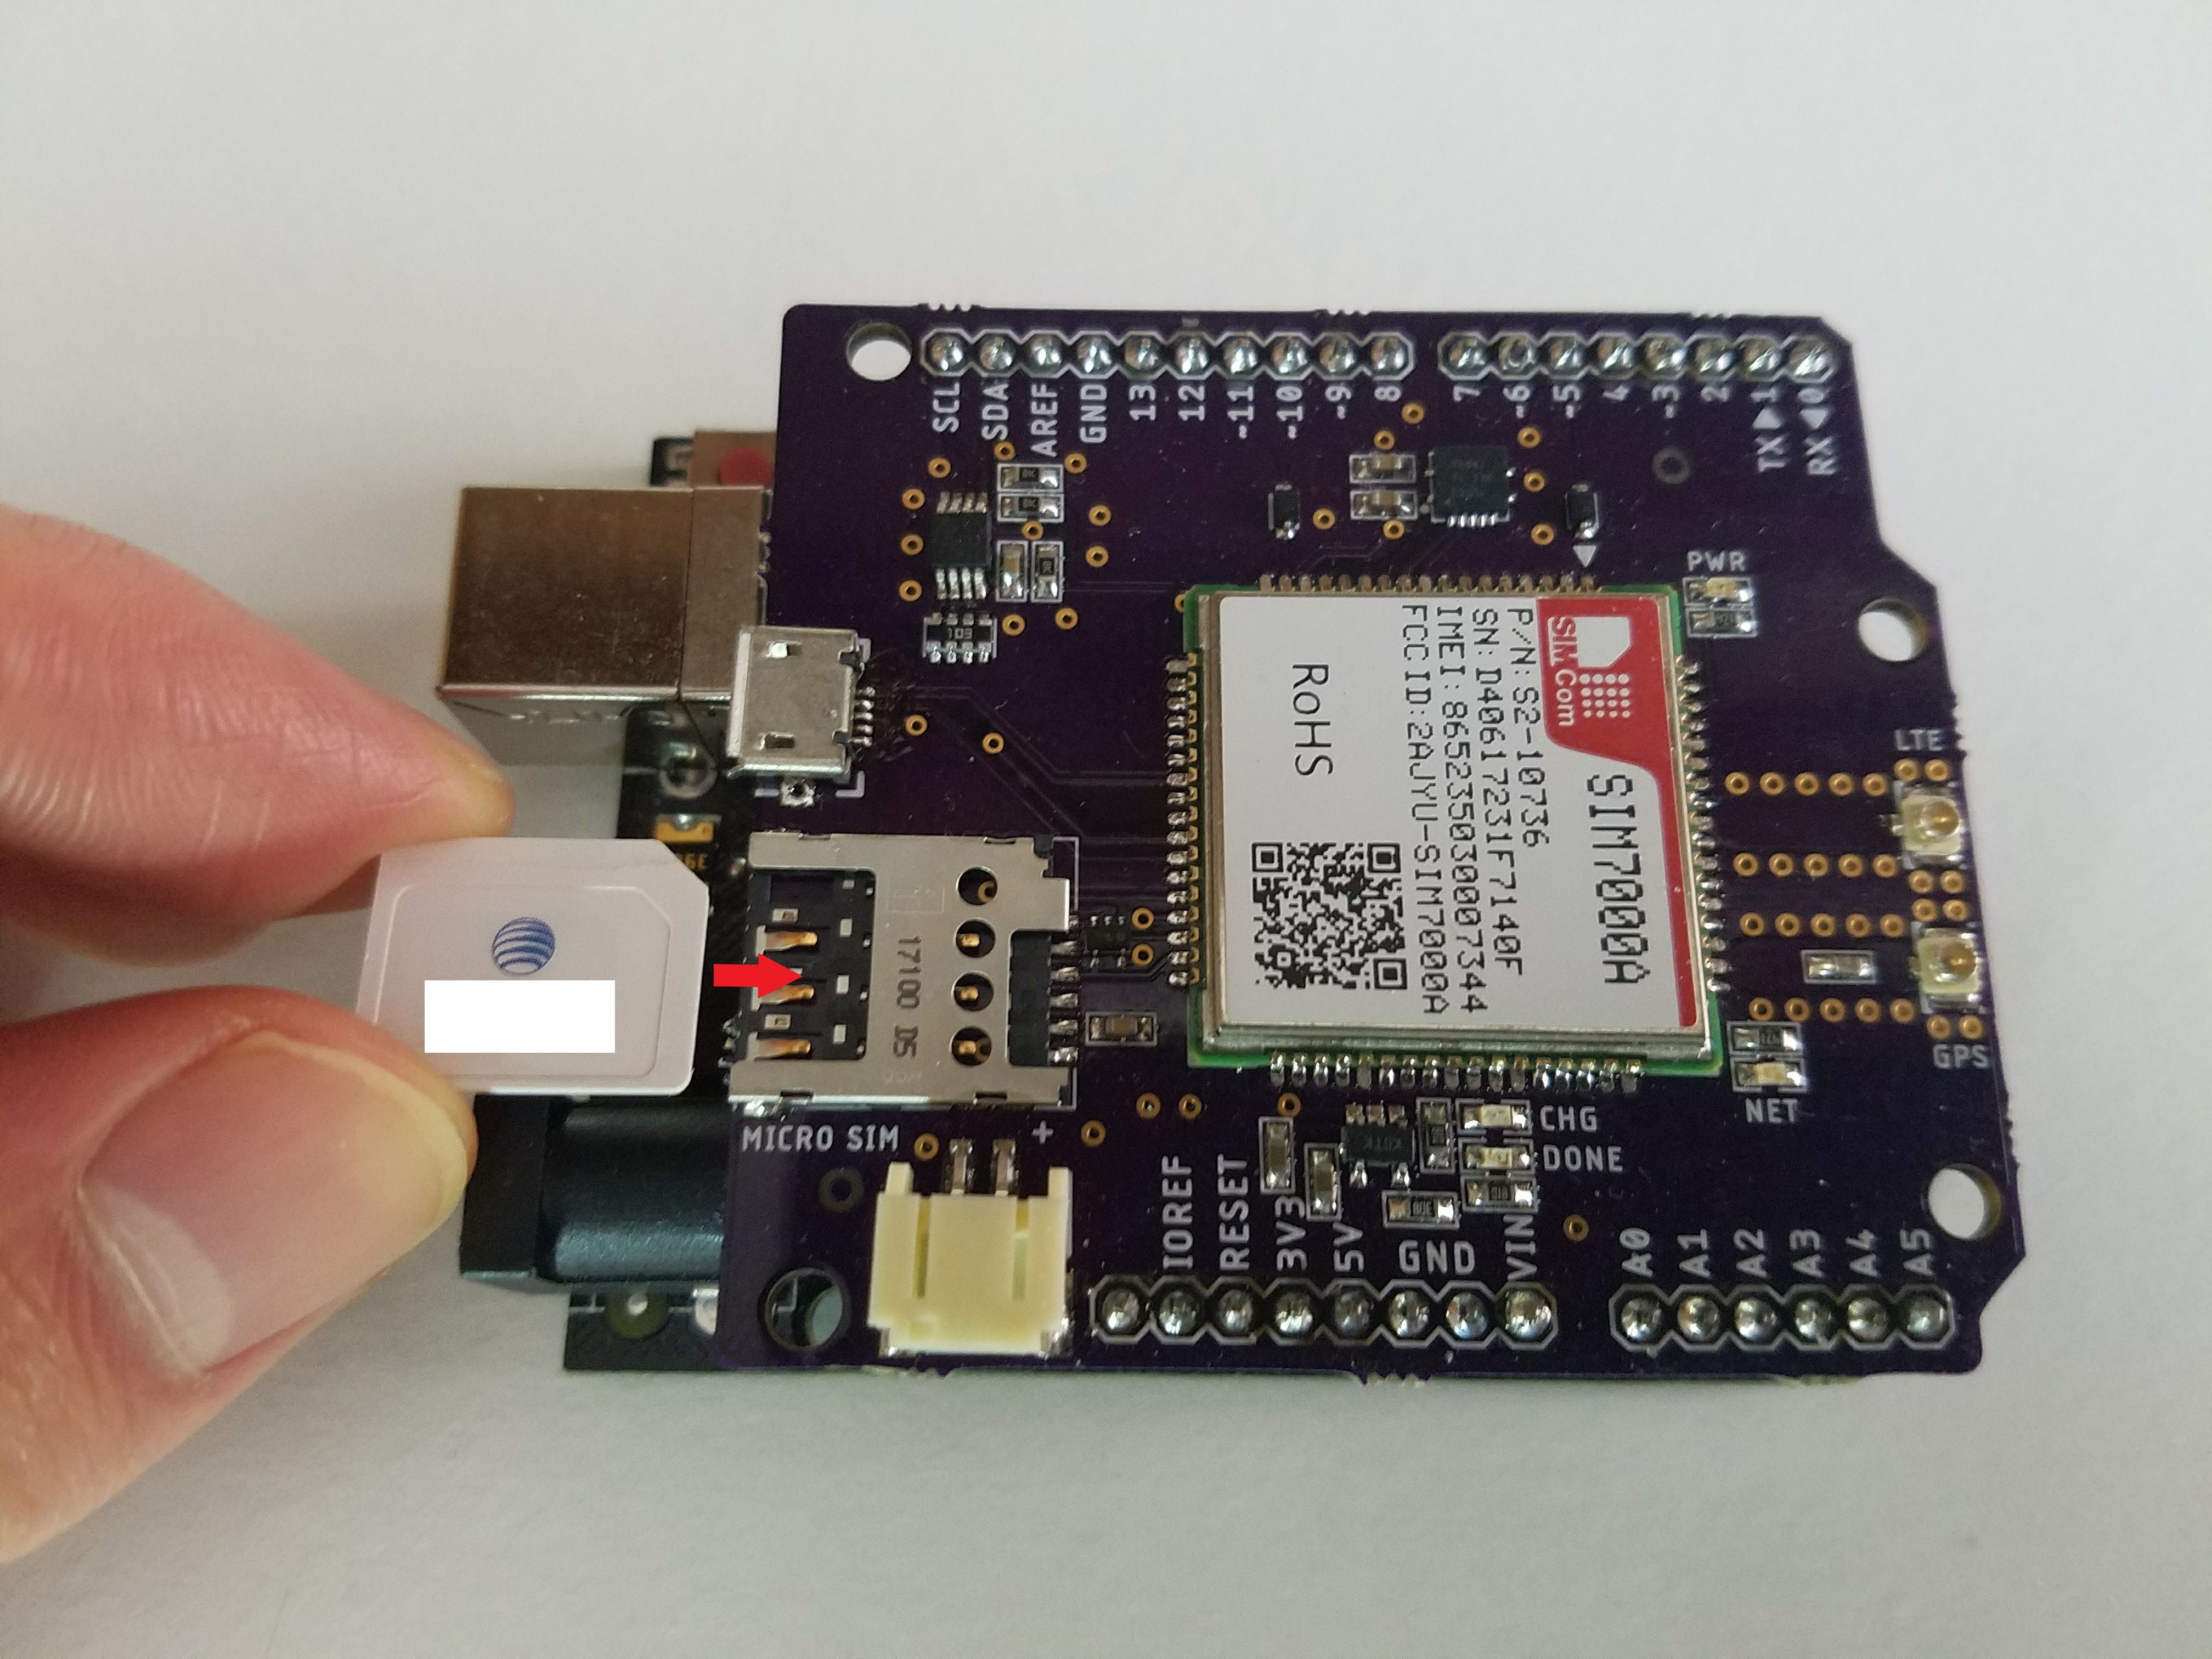 SCL
SDA
AREF
GND
13
12
~11
~10
~9
8
7
~6
~5
4
~3
2
TX▶1
RX◀0
PWR
SIMCom
SIM7000A
P/N:S2-10736
SN:D40617231F7140F
IMEI:865235030007344
FCC ID:2AJYU-SIM7000A
RoHS
103
LTE
GPS
NET
17100 D5
MICRO SIM
+
CHG
DONE
IOREF
RESET
3V3
5V
GND
VIN
A0
A1
A2
A3
A4
A5